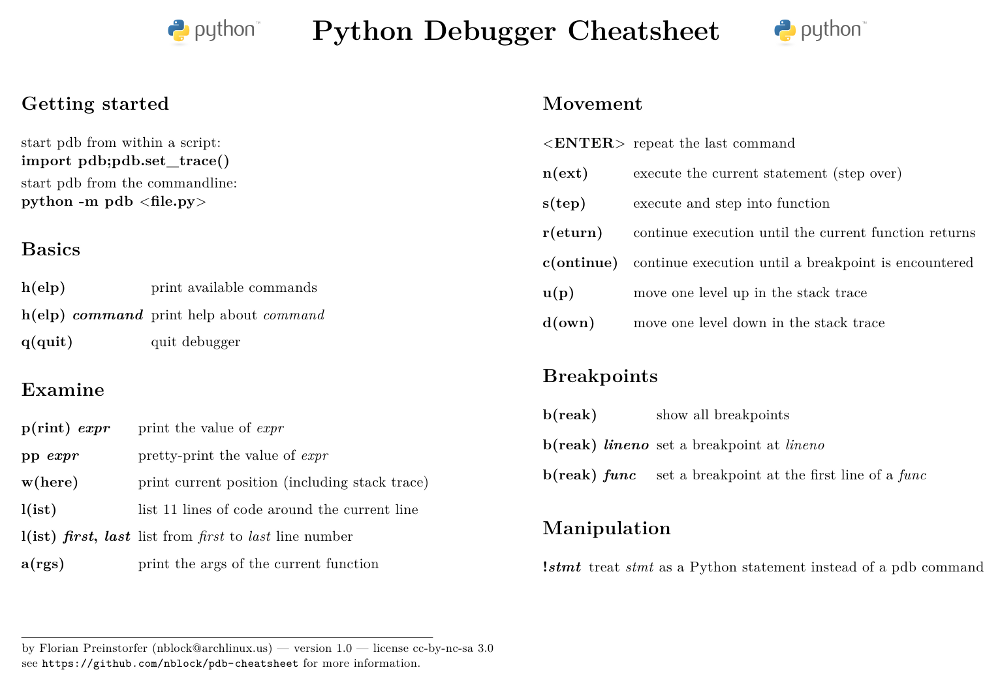 python™ Python Debugger Cheatsheet python™
Getting started
start pdb from within a script:
import pdb;pdb.set_trace()
start pdb from the commandline:
python -m pdb <file.py>
Basics
h(elp) print available commands
h(elp) command print help about command
q(quit) quit debugger
Examine
p(rint) expr print the value of expr
pp expr pretty-print the value of expr
w(here) print current position (including stack trace)
l(ist) list 11 lines of code around the current line
l(ist) first, last list from first to last line number
a(rgs) print the args of the current function
Movement
<ENTER> repeat the last command
n(ext) execute the current statement (step over)
s(tep) execute and step into function
r(eturn) continue execution until the current function returns
c(ontinue) continue execution until a breakpoint is encountered
u(p) move one level up in the stack trace
d(own) move one level down in the stack trace
Breakpoints
b(reak) show all breakpoints
b(reak) lineno set a breakpoint at lineno
b(reak) func set a breakpoint at the first line of a func
Manipulation
!stmt treat stmt as a Python statement instead of a pdb command
by Florian Preinstorfer (nblock@archlinux.us) — version 1.0 — license cc-by-nc-sa 3.0
see https://github.com/nblock/pdb-cheatsheet for more information.